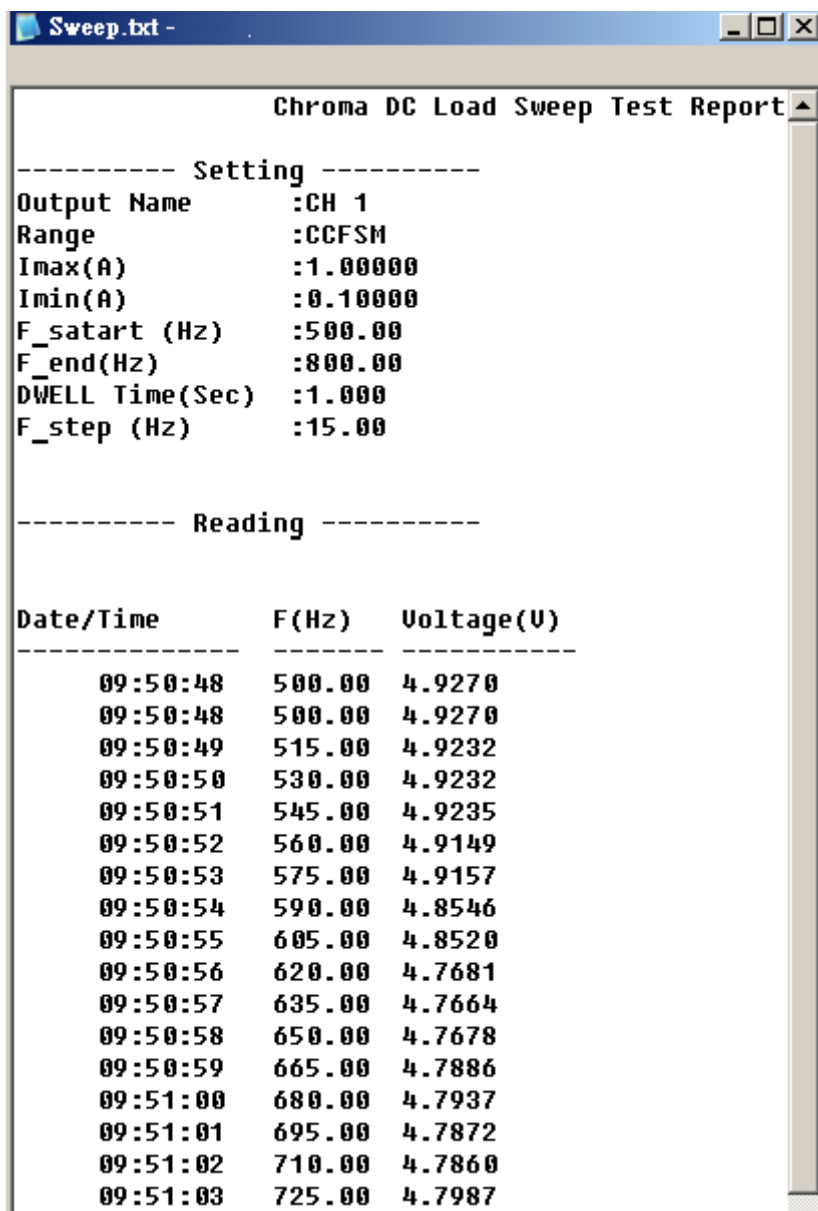 Sweep.txt -
Chroma DC Load Sweep Test Report
---------- Setting ----------
Output Name :CH 1
Range :CCFSM
Imax(A) :1.00000
Imin(A) :0.10000
F_satart (Hz) :500.00
F_end(Hz) :800.00
DWELL Time(Sec) :1.000
F_step (Hz) :15.00
---------- Reading ----------
Date/Time F(Hz) Voltage(V)
-------------- ------- -----------
09:50:48 500.00 4.9270
09:50:48 500.00 4.9270
09:50:49 515.00 4.9232
09:50:50 530.00 4.9232
09:50:51 545.00 4.9235
09:50:52 560.00 4.9149
09:50:53 575.00 4.9157
09:50:54 590.00 4.8546
09:50:55 605.00 4.8520
09:50:56 620.00 4.7681
09:50:57 635.00 4.7664
09:50:58 650.00 4.7678
09:50:59 665.00 4.7886
09:51:00 680.00 4.7937
09:51:01 695.00 4.7872
09:51:02 710.00 4.7860
09:51:03 725.00 4.7987